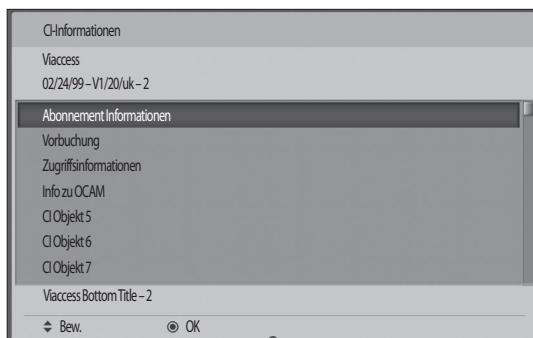 CI-Informationen
Viaccess
02/24/99 – V1/20/uk – 2
Abonnement Informationen
Vorbuchung
Zugriffsinformationen
Info zu OCAM
CI Objekt 5
CI Objekt 6
CI Objekt 7
Viaccess Bottom Title – 2
Bew. OK